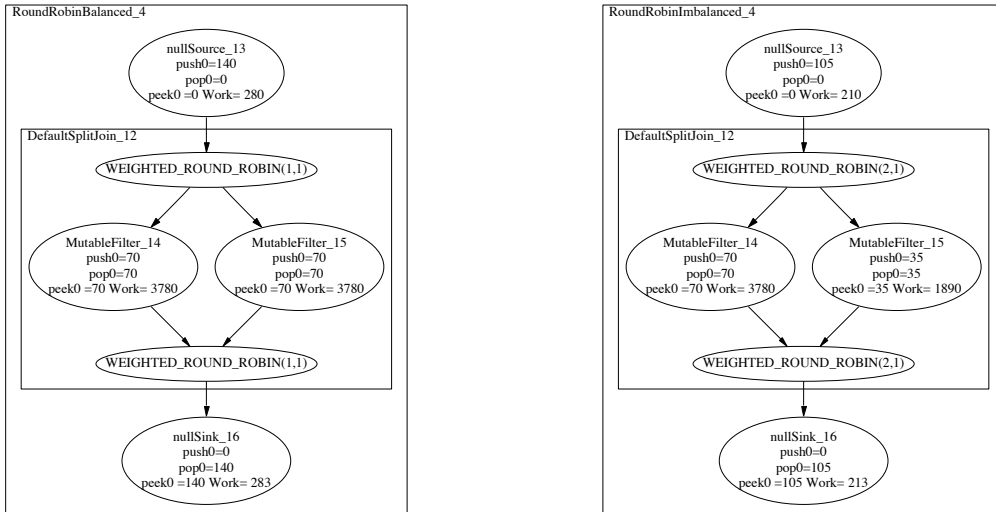 RoundRobinBalanced_4
nullSource_13
push0=140
pop0=0
peek0 =0 Work= 280
DefaultSplitJoin_12
WEIGHTED_ROUND_ROBIN(1,1)
MutableFilter_14
push0=70
pop0=70
peek0 =70 Work= 3780
MutableFilter_15
push0=70
pop0=70
peek0 =70 Work= 3780
WEIGHTED_ROUND_ROBIN(1,1)
nullSink_16
push0=0
pop0=140
peek0 =140 Work= 283
RoundRobinImbalanced_4
nullSource_13
push0=105
pop0=0
peek0 =0 Work= 210
DefaultSplitJoin_12
WEIGHTED_ROUND_ROBIN(2,1)
MutableFilter_14
push0=70
pop0=70
peek0 =70 Work= 3780
MutableFilter_15
push0=35
pop0=35
peek0 =35 Work= 1890
WEIGHTED_ROUND_ROBIN(2,1)
nullSink_16
push0=0
pop0=105
peek0 =105 Work= 213